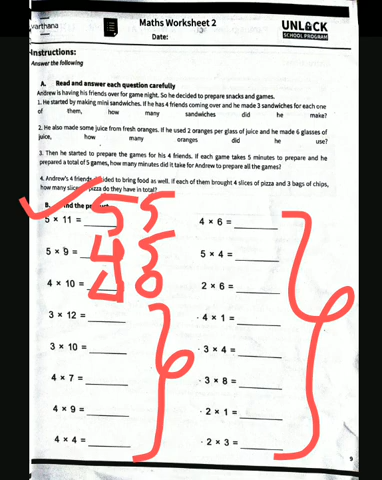 varthana
Maths Worksheet 2
Date:
UNLOCK
SCHOOL PROGRAM
Instructions:
Answer the following
A. Read and answer each question carefully
Andrew is having his friends over for game night. So he decided to prepare snacks and games.
1. He started by making mini sandwiches. If he has 4 friends coming over and he made 3 sandwiches for each one
of them, how many sandwiches did he make?
2. He also made some juice from fresh oranges. If he used 2 oranges per glass of juice and he made 6 glasses of
juice, how many oranges did he use?
3. Then he started to prepare the games for his 4 friends. If each game takes 5 minutes to prepare and he
prepared a total of 5 games, how many minutes did it take for Andrew to prepare all the games?
4. Andrew's 4 friends decided to bring food as well. If each of them brought 4 slices of pizza and 3 bags of chips,
how many slices pizza do they have in total?
B. Find the
5 × 11 = 55
4 × 6 =
5 × 9 = 45
5 × 4 =
4 × 10 =
2 × 6 =
3 × 12 =
4 × 1 =
3 × 10 =
3 × 4 =
4 × 7 =
3 × 8 =
4 × 9 =
2 × 1 =
4 × 4 =
2 × 3 =
9